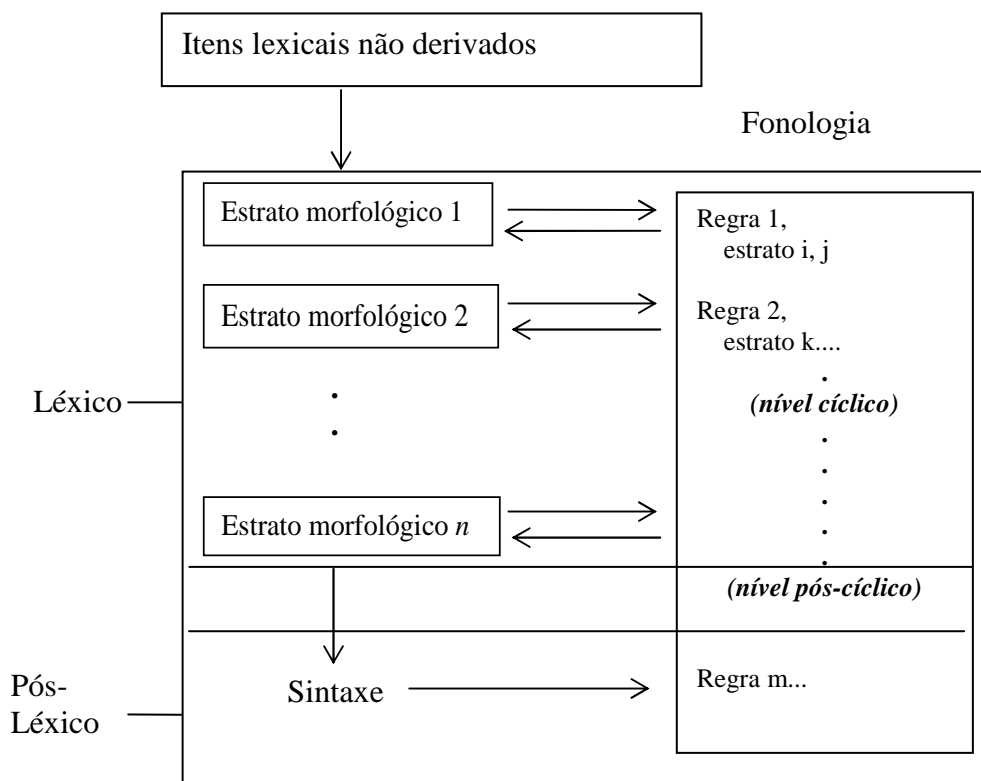 Itens lexicais não derivados
Fonologia
Estrato morfológico 1
Regra 1,
estrato i, j
Estrato morfológico 2
Regra 2,
estrato k....
Léxico
(nível cíclico)
Estrato morfológico n
(nível pós-cíclico)
Pós-
Léxico
Sintaxe
Regra m...